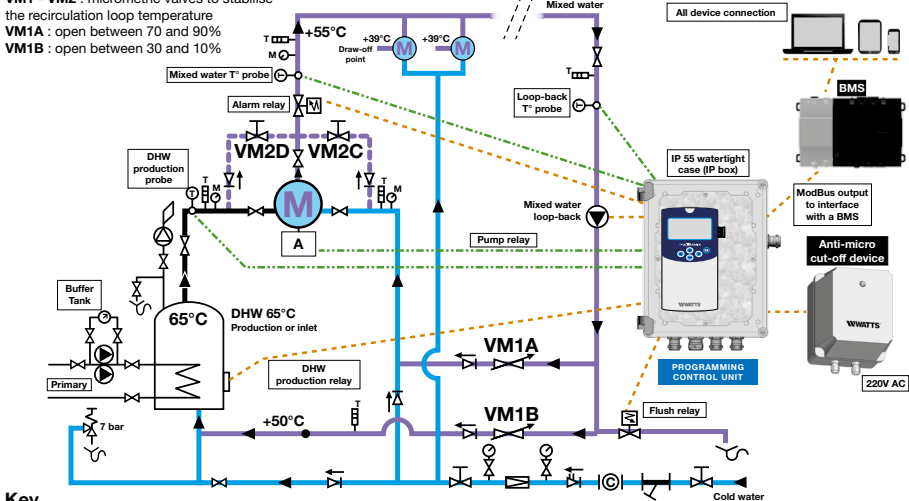 VM1 - VM2 : micrometric valves to stabilise
the recirculation loop temperature
VM1A : open between 70 and 90%
VM1B : open between 30 and 10%
Mixed water
All device connection
T
+55°C
M
+39°C
+39°C
Draw-off
point
M
M
T
Mixed water T° probe
T
Loop-back
T° probe
T
BMS
Alarm relay
VM2D
VM2C
DHW
production
probe
T
T
M
T
M
M
A
IP 55 watertight
case (IP box)
ModBus output
to interface
with a BMS
Mixed water
loop-back
Pump relay
Anti-micro
cut-off device
WATTS
WATTS
Buffer
Tank
65°C
DHW 65°C
Production or inlet
Primary
DHW
production relay
VM1A
PROGRAMMING
CONTROL UNIT
220V AC
T
+50°C
VM1B
Flush relay
7 bar
C
Cold water
Key